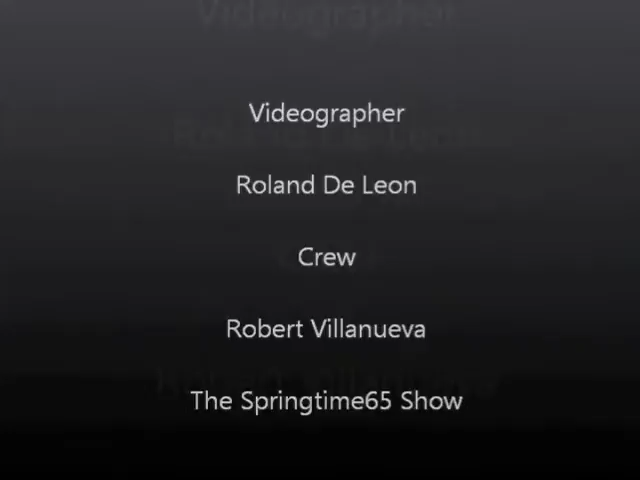 Videographer
Roland De Leon
Crew
Robert Villanueva
The Springtime65 Show